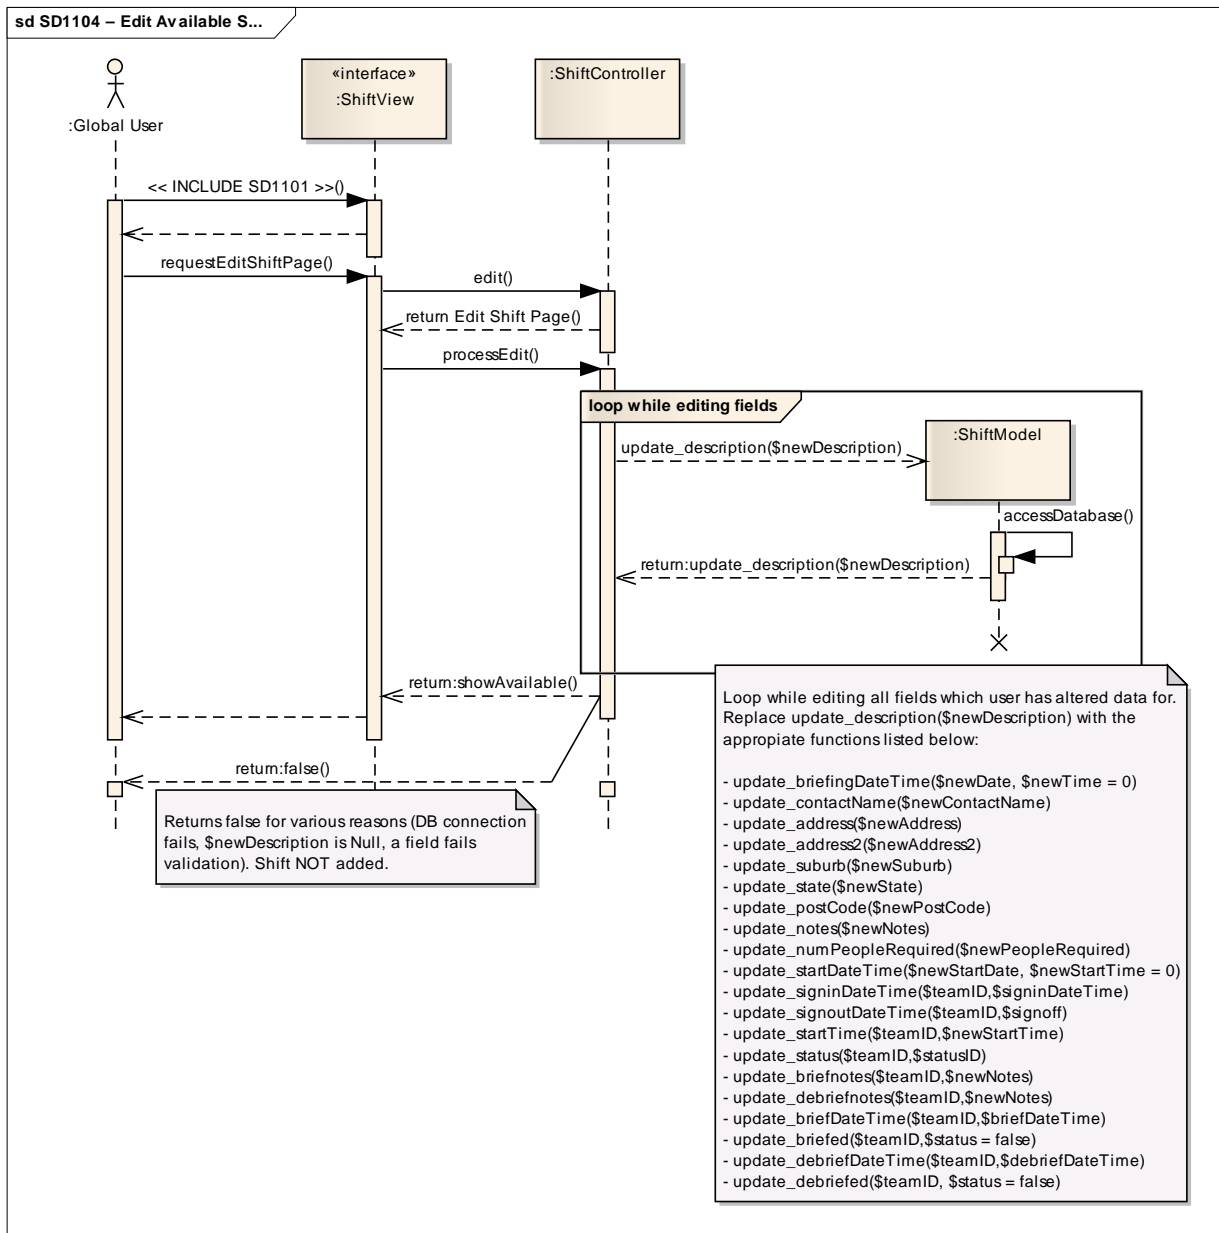 sd SD1104 – Edit Available S...
«interface»
:ShiftView
:ShiftController
:Global User
<< INCLUDE SD1101 >>()
requestEditShiftPage()
edit()
return Edit Shift Page()
processEdit()
loop while editing fields
:ShiftModel
update_description($newDescription)
accessDatabase()
return:update_description($newDescription)
return:showAvailable()
return:false()
Returns false for various reasons (DB connection
fails, $newDescription is Null, a field fails
validation). Shift NOT added.
Loop while editing all fields which user has altered data for.
Replace update_description($newDescription) with the
appropiate functions listed below:
- update_briefingDateTime($newDate, $newTime = 0)
- update_contactName($newContactName)
- update_address($newAddress)
- update_address2($newAddress2)
- update_suburb($newSuburb)
- update_state($newState)
- update_postCode($newPostCode)
- update_notes($newNotes)
- update_numPeopleRequired($newPeopleRequired)
- update_startDateTime($newStartDate, $newStartTime = 0)
- update_signinDateTime($teamID,$signinDateTime)
- update_signoutDateTime($teamID,$signoff)
- update_startTime($teamID,$newStartTime)
- update_status($teamID,$statusID)
- update_briefnotes($teamID,$newNotes)
- update_debriefnotes($teamID,$newNotes)
- update_briefDateTime($teamID,$briefDateTime)
- update_briefed($teamID,$status = false)
- update_debriefDateTime($teamID,$debriefDateTime)
- update_debriefed($teamID, $status = false)